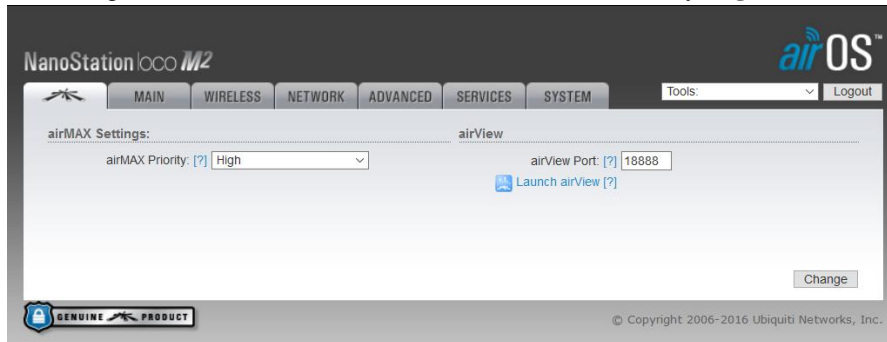 NanoStation loco M2
airOS™
MAIN WIRELESS NETWORK ADVANCED SERVICES SYSTEM Tools: Logout
airMAX Settings:
airMAX Priority: [?] High
airView
airView Port: [?] 18888
Launch airView [?]
Change
GENUINE PRODUCT
© Copyright 2006-2016 Ubiquiti Networks, Inc.